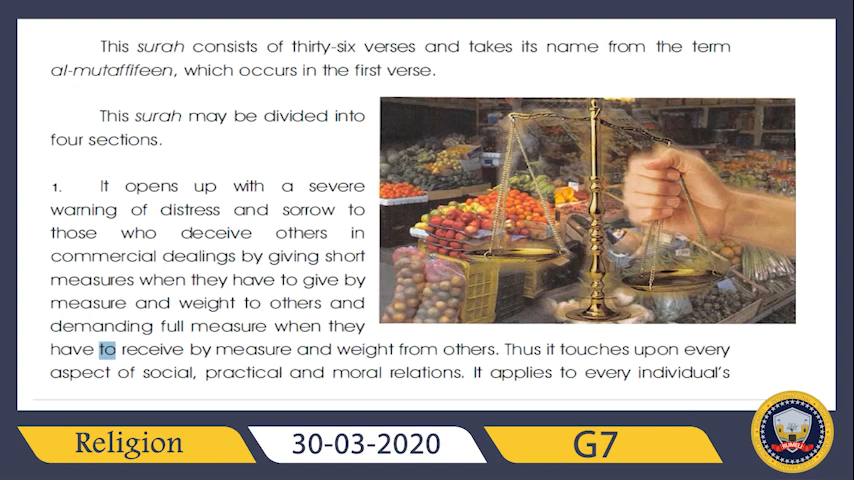 This surah consists of thirty-six verses and takes its name from the term
al-mutaffifeen, which occurs in the first verse.
This surah may be divided into
four sections.
1. It opens up with a severe
warning of distress and sorrow to
those who deceive others in
commercial dealings by giving short
measures when they have to give by
measure and weight to others and
demanding full measure when they
have to receive by measure and weight from others. Thus it touches upon every
aspect of social, practical and moral relations. It applies to every individual's
Religion
30-03-2020
G7
RUMELI